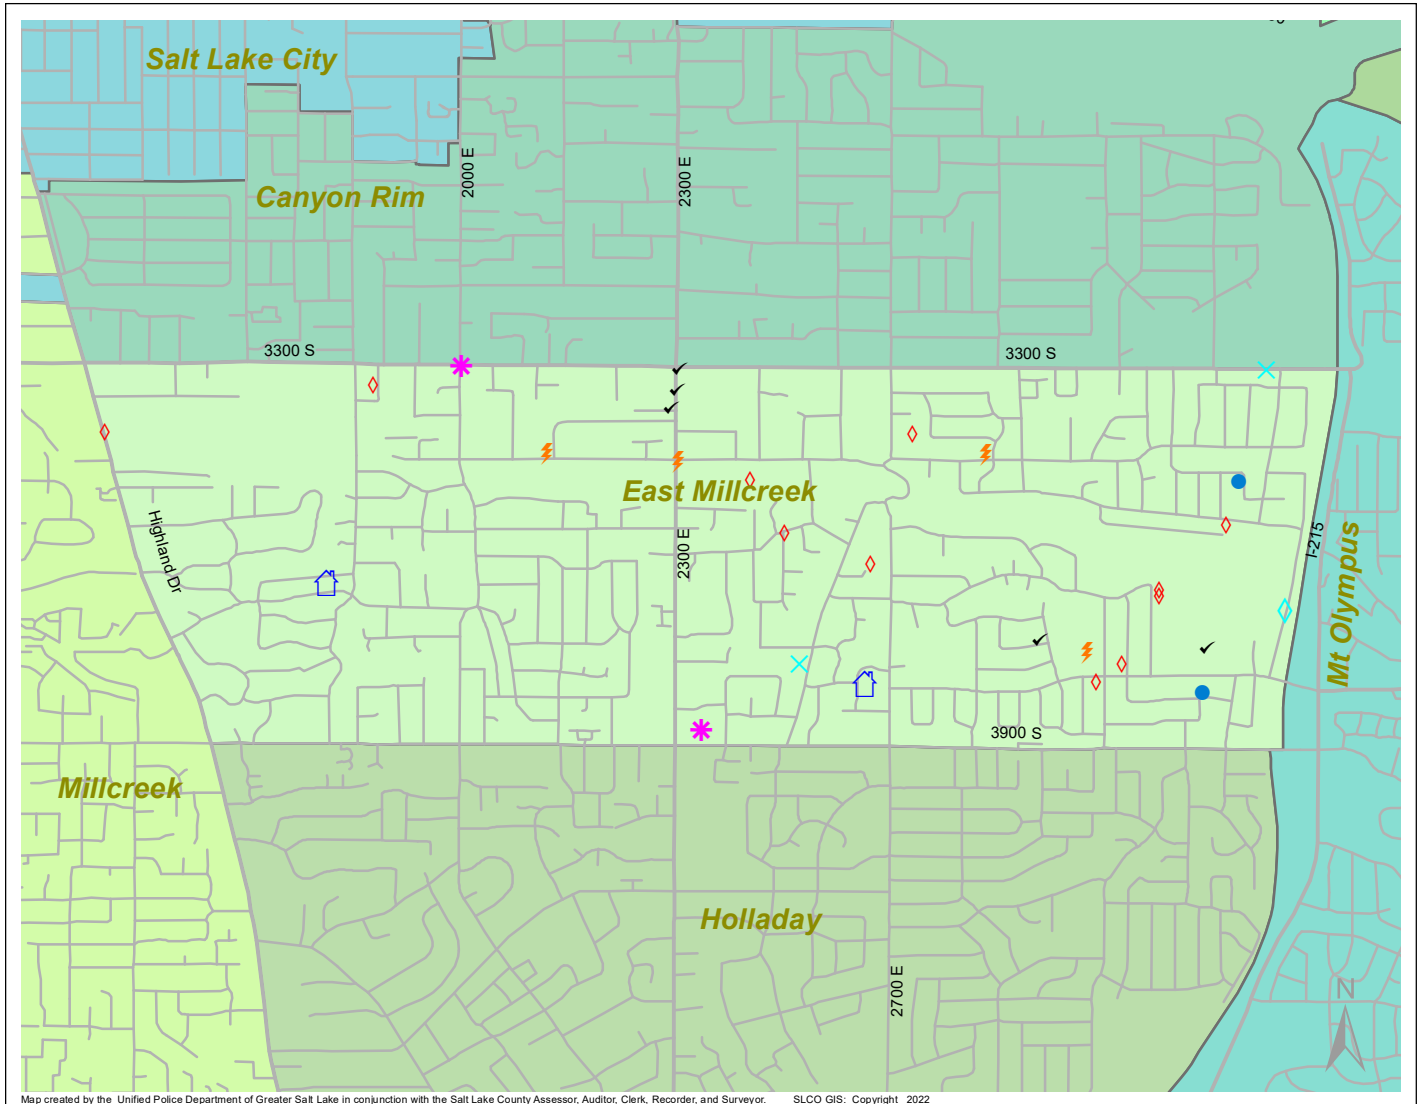 Salt Lake City
2000 E
2300 E
Canyon Rim
3300 S
3300 S
East Millcreek
Highland Dr
2300 E
I-215
Mt Olympus
3900 S
Millcreek
Holladay
2700 E
N
Map created by the Unified Police Department of Greater Salt Lake in conjunction with the Salt Lake County Assessor, Auditor, Clerk, Recorder, and Surveyor. SLCO GIS: Copyright 2022